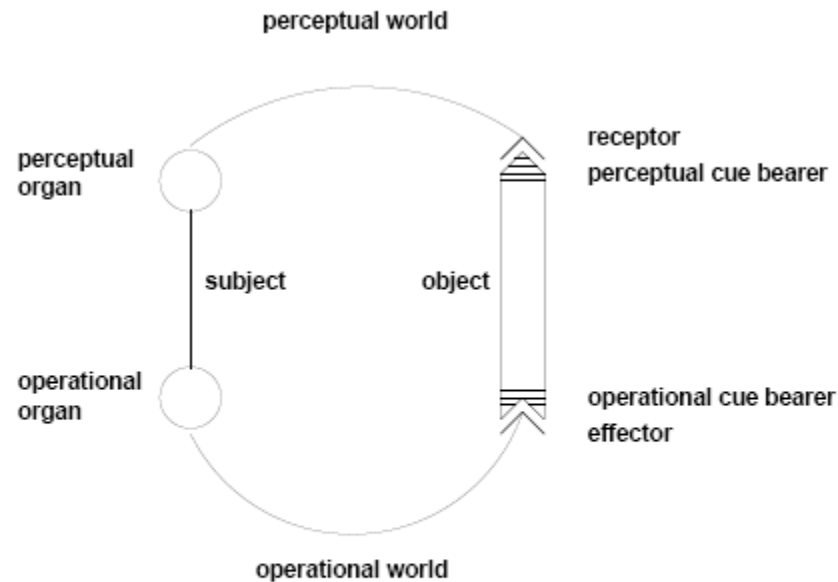 perceptual world
perceptual
organ
receptor
perceptual cue bearer
subject
object
operational
organ
operational cue bearer
effector
operational world